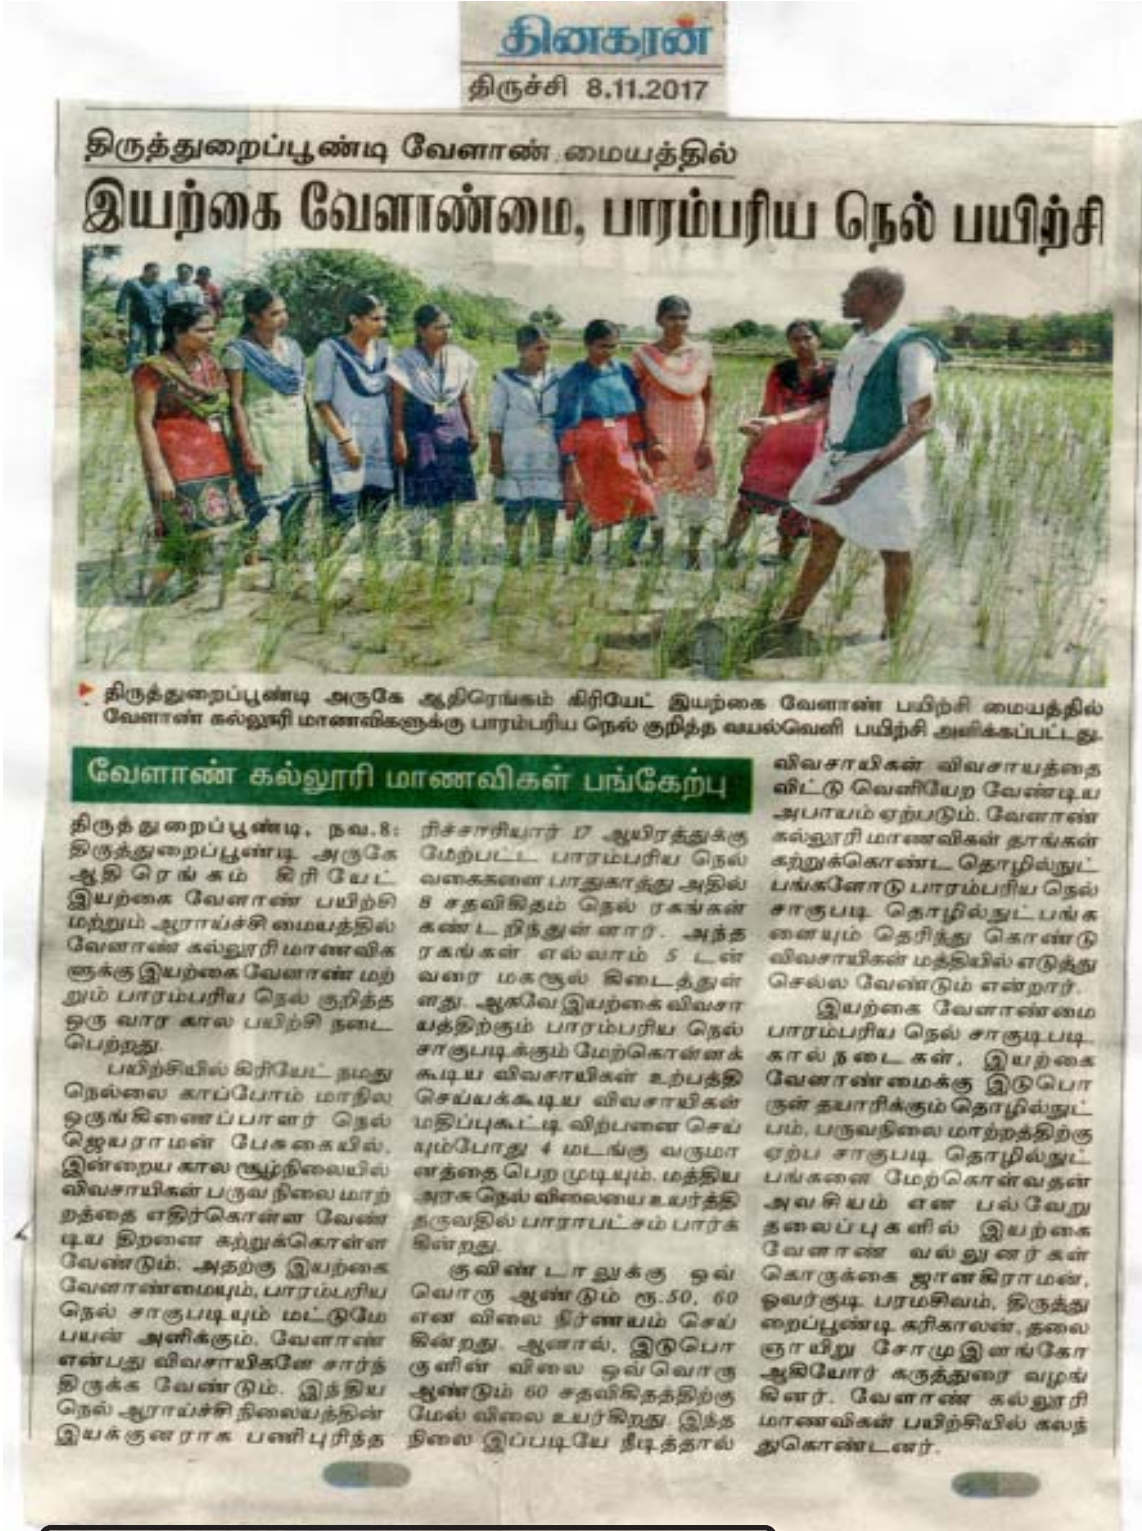 தினகரன்
திருச்சி 8.11.2017
திருத்துறைப்பூண்டி வேளாண் மையத்தில்
இயற்கை வேளாண்மை, பாரம்பரிய நெல் பயிற்சி
திருத்துறைப்பூண்டி அருகே ஆதிரெங்கம் கிரியேட் இயற்கை வேளாண் பயிற்சி மையத்தில்
வேளாண் கல்லூரி மாணவிகளுக்கு பாரம்பரிய நெல் குறித்த வயல்வெளி பயிற்சி அளிக்கப்பட்டது.
வேளாண் கல்லூரி மாணவிகள் பங்கேற்பு
திருத்துறைப்பூண்டி, நவ.8:
திருத்துறைப்பூண்டி அருகே
ஆதிரெங்கம் கிரியேட்
இயற்கை வேளாண் பயிற்சி
மற்றும் ஆராய்ச்சி மையத்தில்
வேளாண் கல்லூரி மாணவிக
ளுக்கு இயற்கை வேளாண் மற்
றும் பாரம்பரிய நெல் குறித்த
ஒரு வார கால பயிற்சி நடை
பெற்றது.
பயிற்சியில் கிரியேட் நமது
நெல்லை காப்போம் மாநில
ஒருங்கிணைப்பாளர் நெல்
ஜெயராமன் பேசுகையில்,
இன்றைய கால சூழ்நிலையில்
விவசாயிகள் பருவ நிலை மாற்
றத்தை எதிர்கொள்ள வேண்
டிய திறனை கற்றுக்கொள்ள
வேண்டும். அதற்கு இயற்கை
வேளாண்மையும், பாரம்பரிய
நெல் சாகுபடியும் மட்டுமே
பயன் அளிக்கும். வேளாண்
என்பது விவசாயிகளே சார்ந்
திருக்க வேண்டும். இந்திய
நெல் ஆராய்ச்சி நிலையத்தின்
இயக்குனராக பணிபுரிந்த
ரிச்சாரியார் 17 ஆயிரத்துக்கு
மேற்பட்ட பாரம்பரிய நெல்
வகைகளை பாதுகாத்து அதில்
8 சதவிகிதம் நெல் ரகங்கள்
கண்டறிந்துள்ளார். அந்த
ரகங்கள் எல்லாம் 5 டன்
வரை மகசூல் கிடைத்துள்
ளது. ஆகவே இயற்கை விவசா
யத்திற்கும் பாரம்பரிய நெல்
சாகுபடிக்கும் மேற்கொள்ளக்
கூடிய விவசாயிகள் உற்பத்தி
செய்யக்கூடிய விவசாயிகள்
மதிப்புகூட்டி விற்பனை செய்
யும்போது 4 மடங்கு வருமா
னத்தை பெற முடியும். மத்திய
அரசு நெல் விலையை உயர்த்தி
தருவதில் பாராபட்சம் பார்க்
கின்றது.
குவிண்டாலுக்கு ஒவ்
வொரு ஆண்டும் ரூ.50, 60
என விலை நிர்ணயம் செய்
கின்றது. ஆனால், இடுபொ
ருளின் விலை ஒவ்வொரு
ஆண்டும் 60 சதவிகிதத்திற்கு
மேல் விலை உயர்கிறது. இந்த
நிலை இப்படியே நீடித்தால்
விவசாயிகள் விவசாயத்தை
விட்டு வெளியேற வேண்டிய
அபாயம் ஏற்படும். வேளாண்
கல்லூரி மாணவிகள் தாங்கள்
கற்றுக்கொண்ட தொழில்நுட்
பங்களோடு பாரம்பரிய நெல்
சாகுபடி தொழில்நுட்பங்க
ளையும் தெரிந்து கொண்டு
விவசாயிகள் மத்தியில் எடுத்து
செல்ல வேண்டும் என்றார்.
இயற்கை வேளாண்மை
பாரம்பரிய நெல் சாகுடிபடி
கால்நடைகள், இயற்கை
வேளாண்மைக்கு இடுபொ
ருள் தயாரிக்கும் தொழில்நுட்
பம், பருவநிலை மாற்றத்திற்கு
ஏற்ப சாகுபடி தொழில்நுட்
பங்களை மேற்கொள்வதன்
அவசியம் என பல்வேறு
தலைப்புகளில் இயற்கை
வேளாண் வல்லுனர்கள்
கொருக்கை ஜானகிராமன்,
ஓவர்குடி பரமசிவம், திருத்து
றைப்பூண்டி கரிகாலன், தலை
ஞாயிறு சோமுஇளங்கோ
ஆகியோர் கருத்துரை வழங்
கினர். வேளாண் கல்லூரி
மாணவிகள் பயிற்சியில் கலந்
துகொண்டனர்.